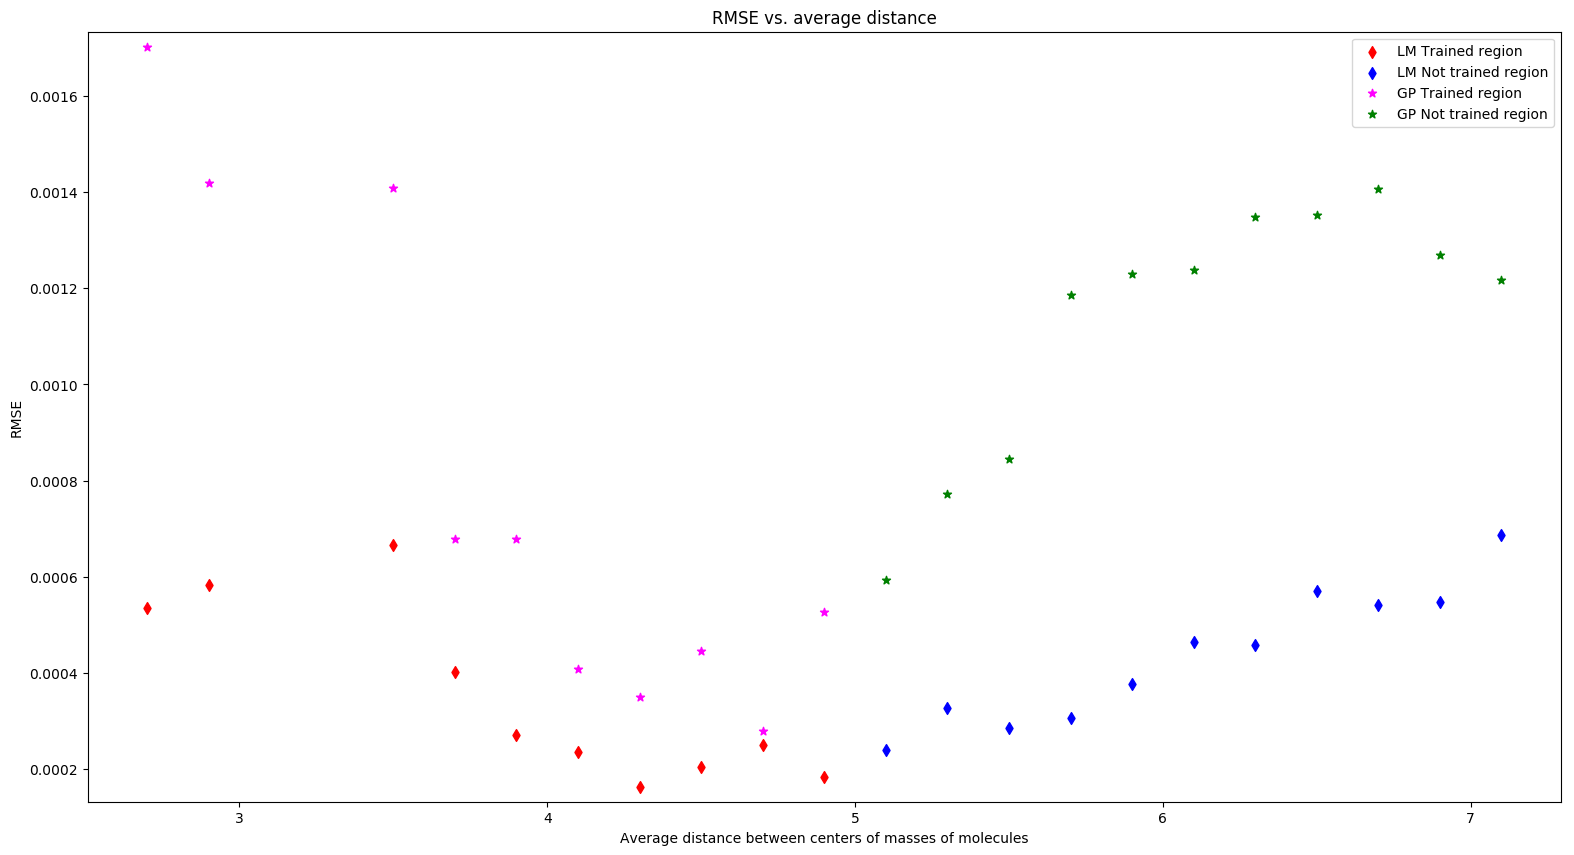 RMSE vs. average distance
LM Trained region
LM Not trained region
GP Trained region
GP Not trained region
0.0016
0.0014
0.0012
0.0010
0.0008
0.0006
0.0004
0.0002
RMSE
3 4 5 6 7
Average distance between centers of masses of molecules